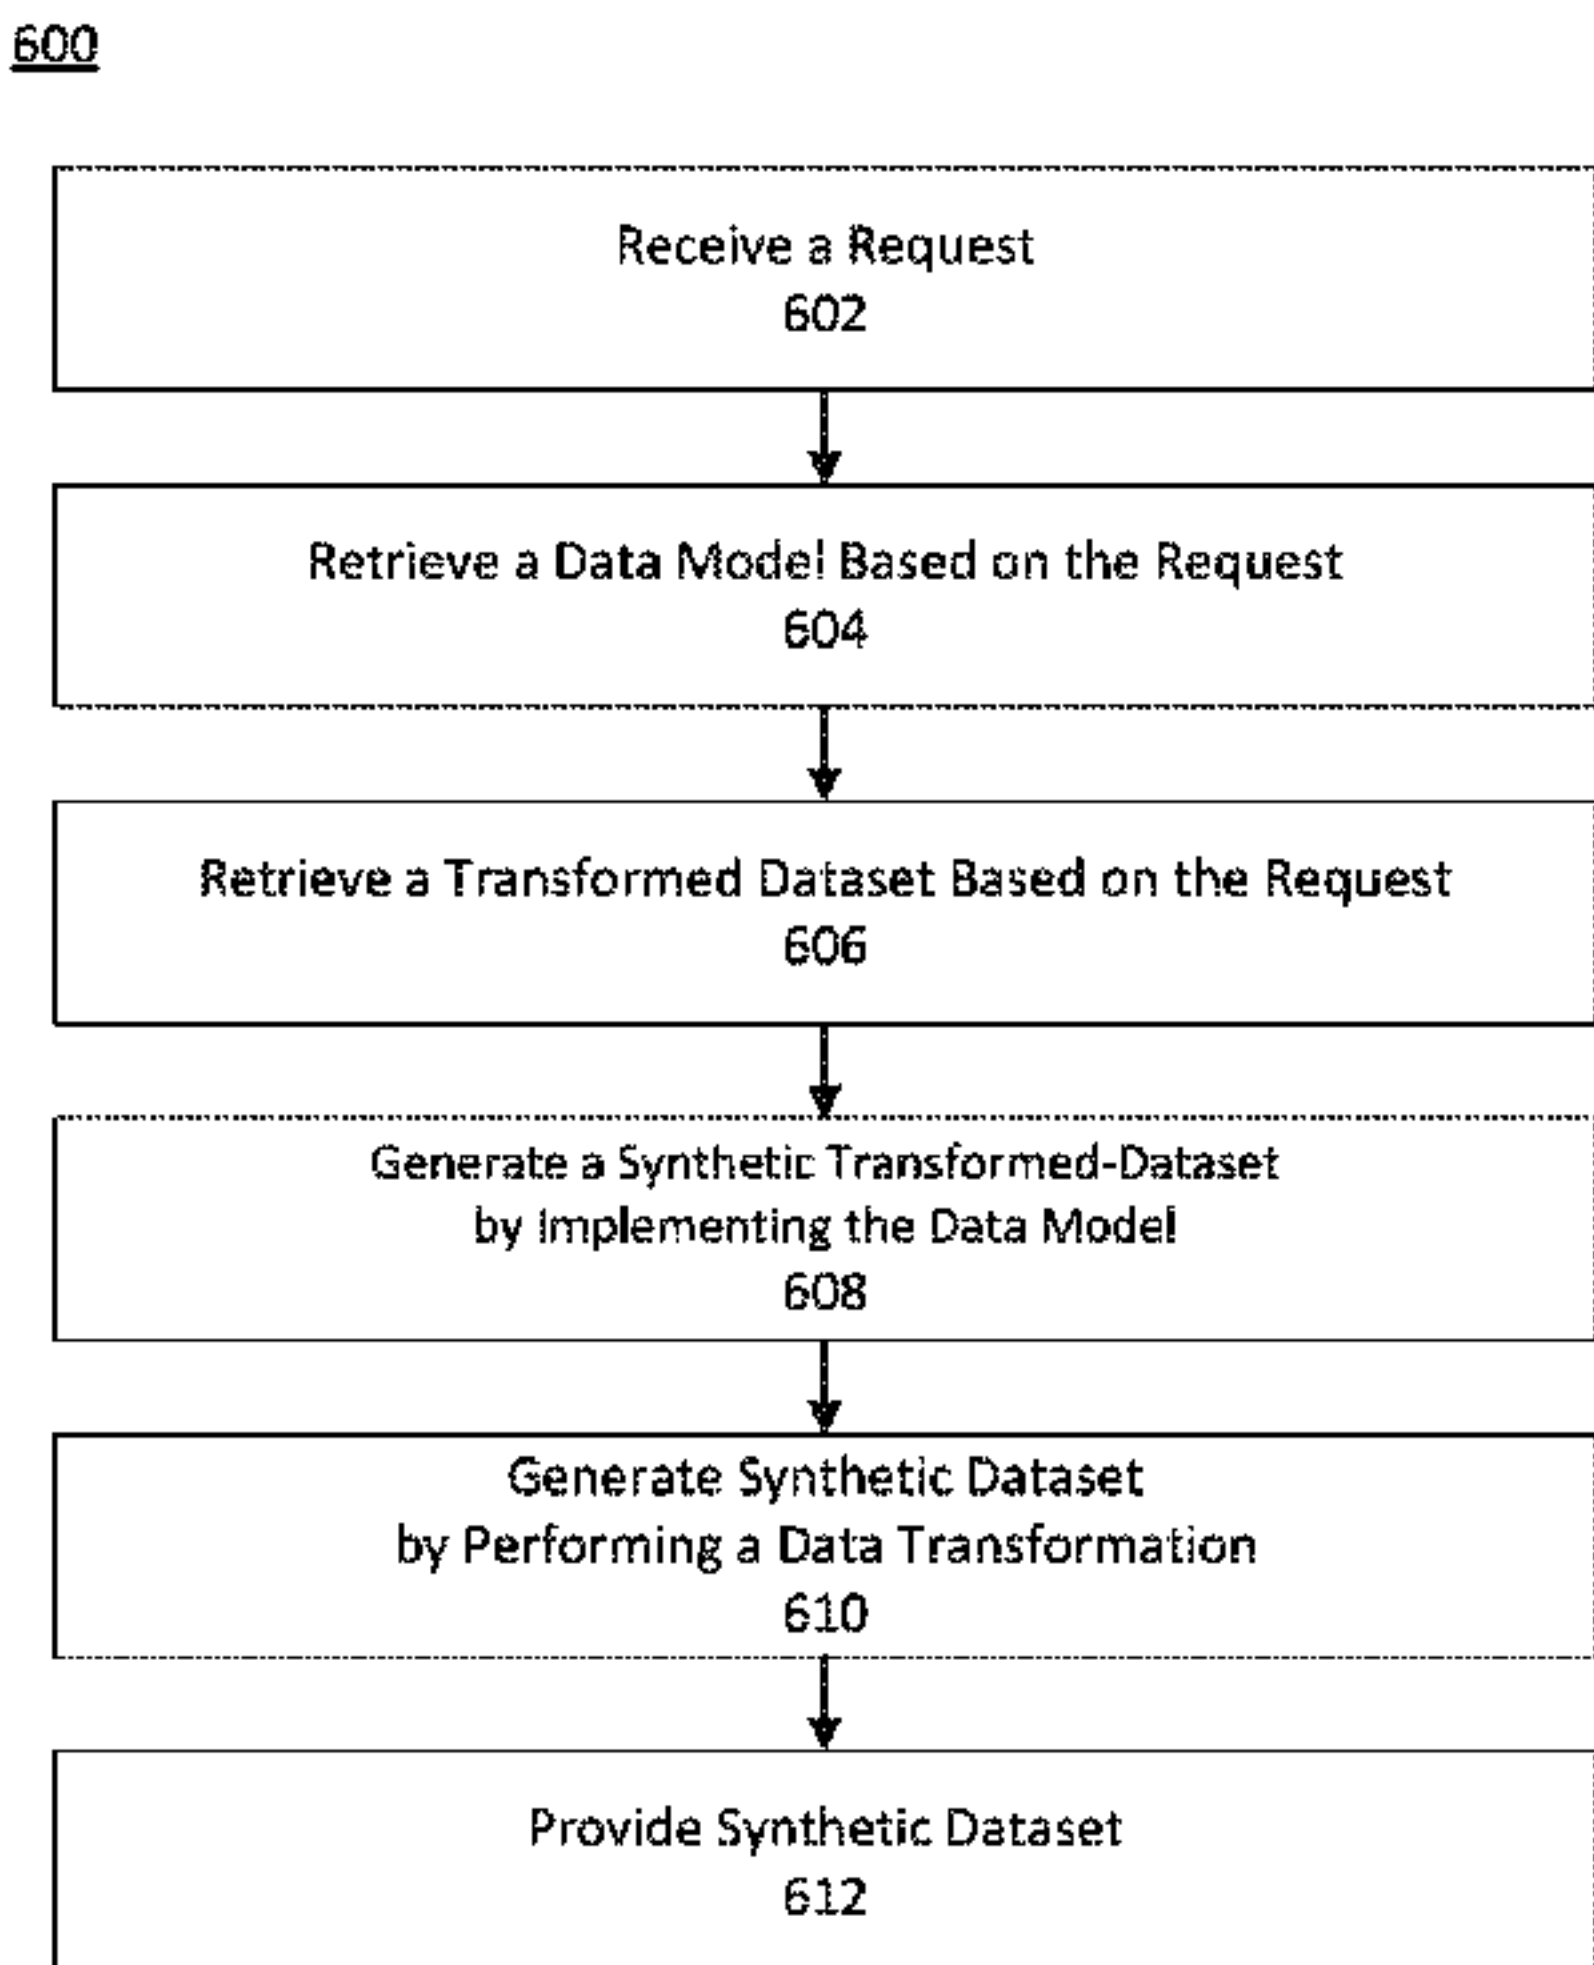 600
Receive a Request
602
Retrieve a Data Model Based on the Request
604
Retrieve a Transformed Dataset Based on the Request
606
Generate a Synthetic Transformed-Dataset
by Implementing the Data Model
608
Generate Synthetic Dataset
by Performing a Data Transformation
610
Provide Synthetic Dataset
612